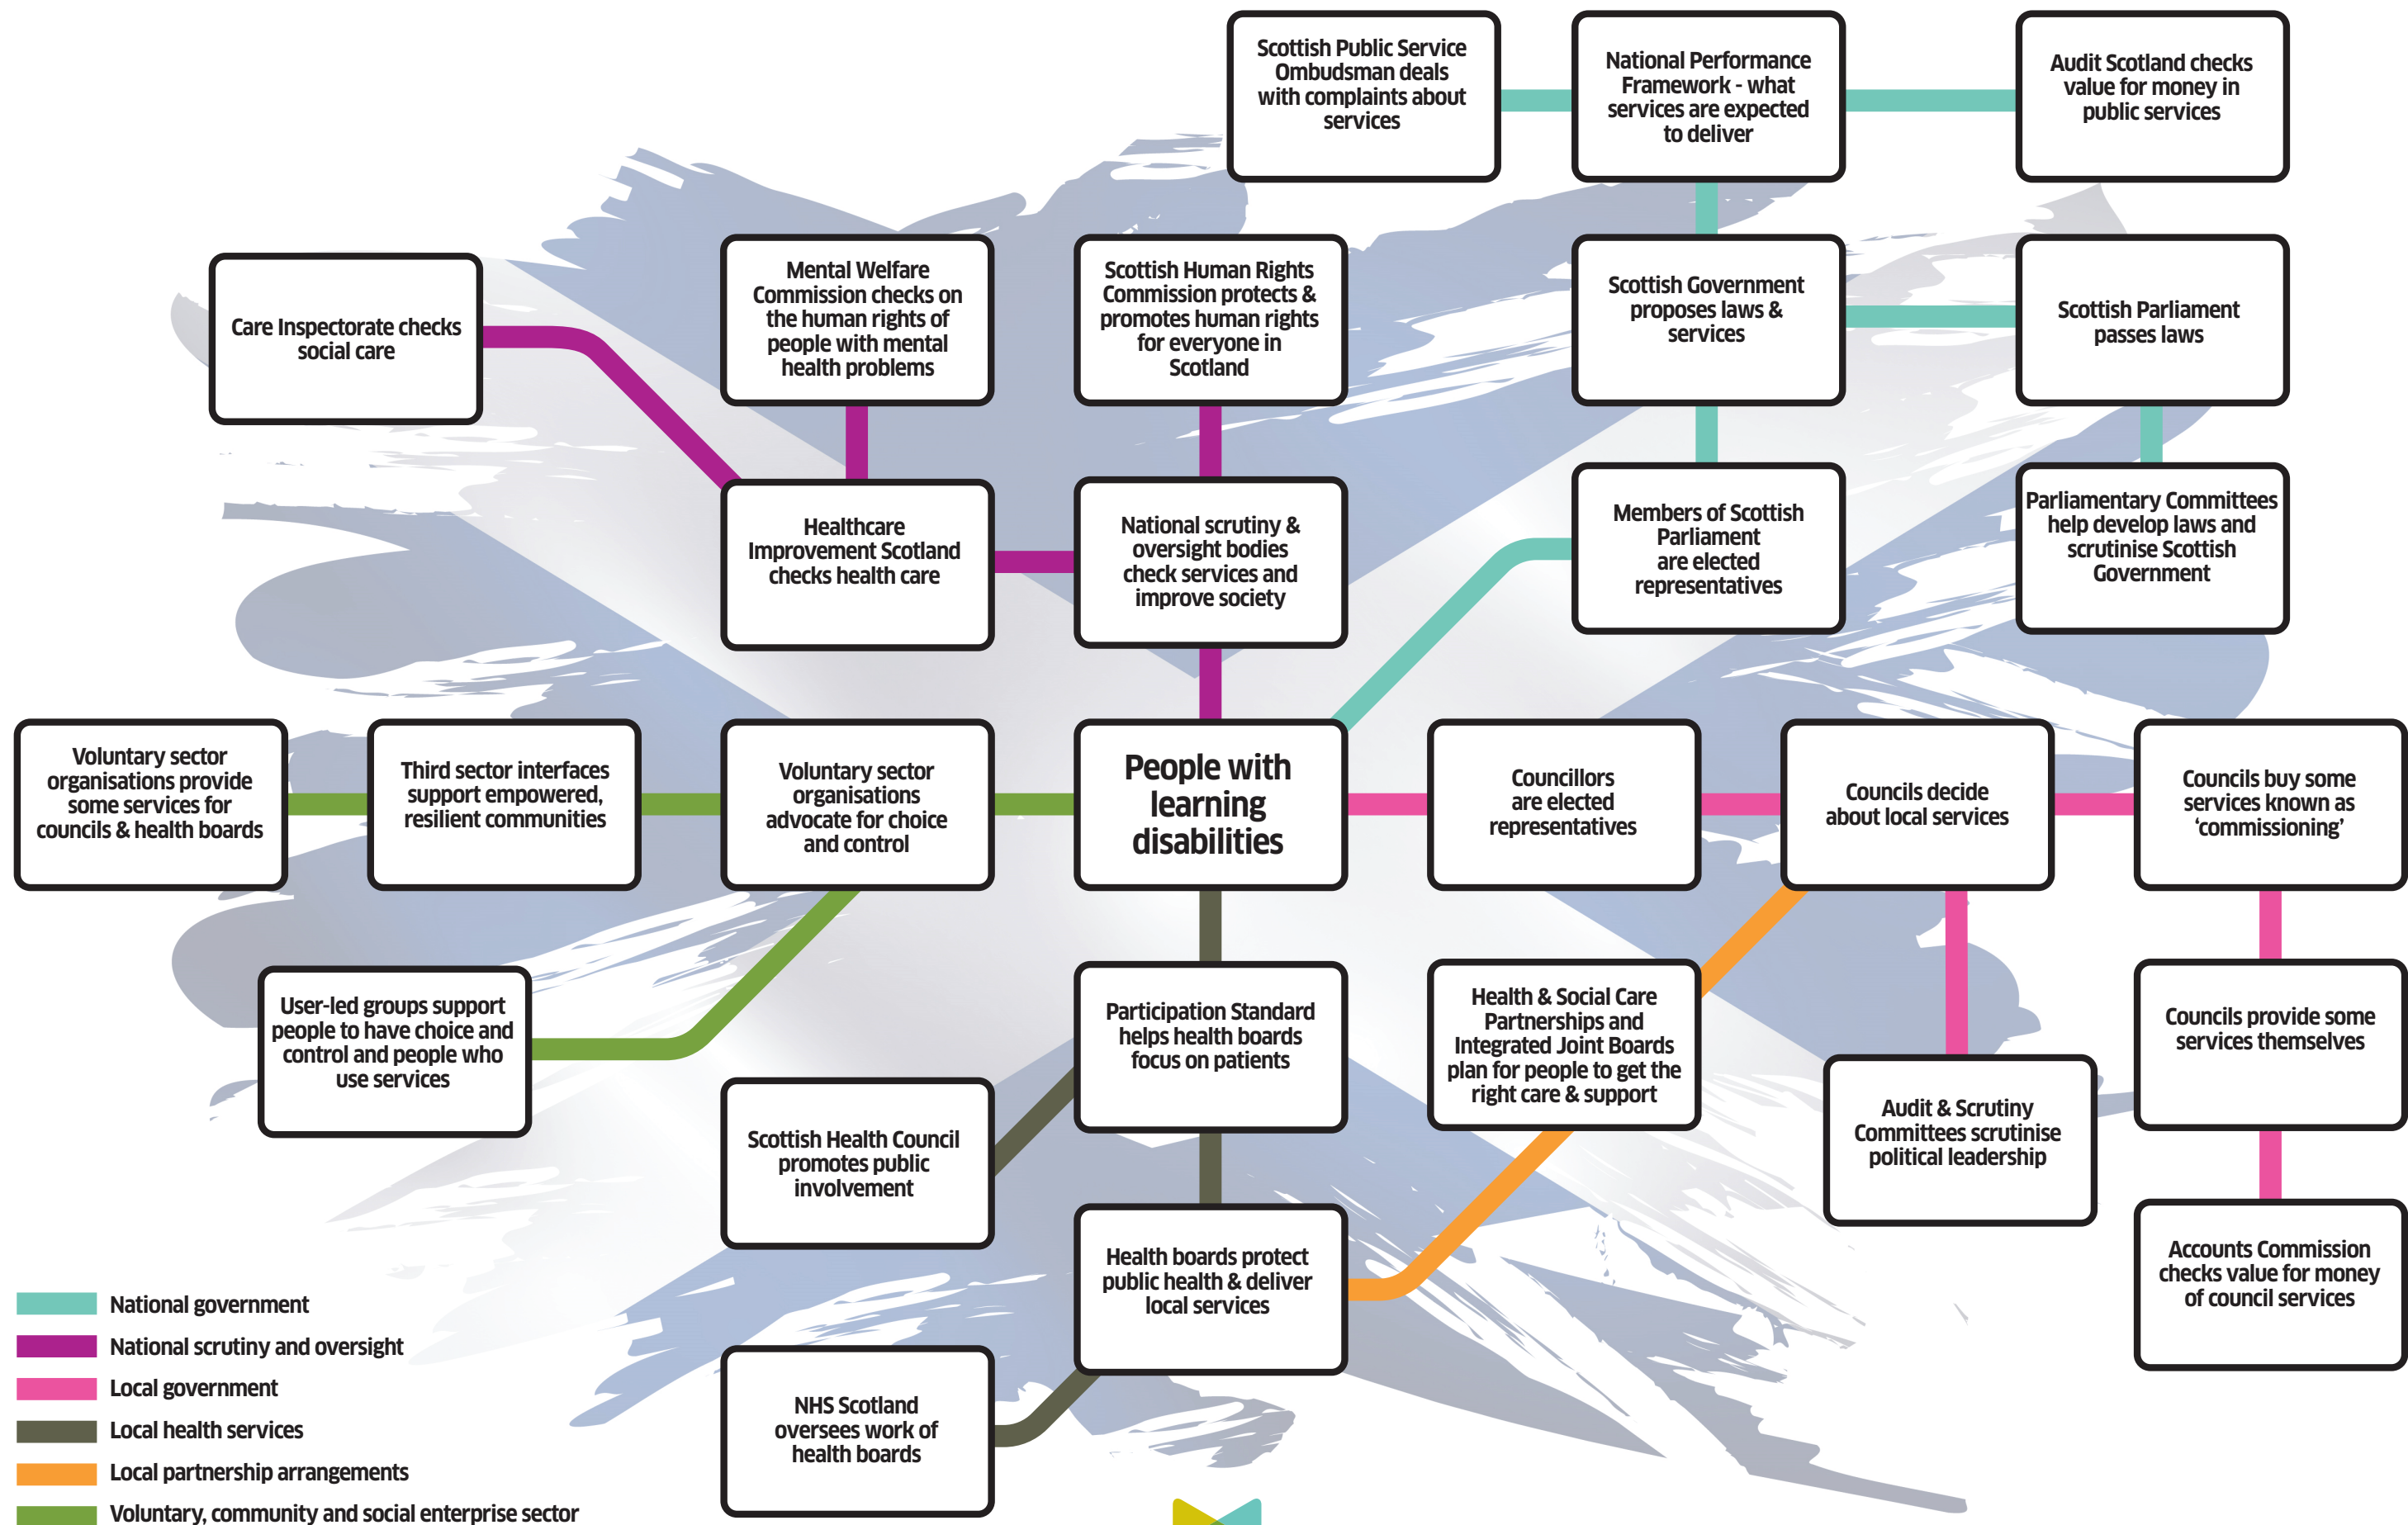 Scottish Public Service
Ombudsman deals
with complaints about
services
National Performance
Framework - what
services are expected
to deliver
Audit Scotland checks
value for money in
public services
Care Inspectorate checks
social care
Mental Welfare
Commission checks on
the human rights of
people with mental
health problems
Scottish Human Rights
Commission protects &
promotes human rights
for everyone in
Scotland
Scottish Government
proposes laws &
services
Scottish Parliament
passes laws
Healthcare
Improvement Scotland
checks health care
National scrutiny &
oversight bodies
check services and
improve society
Members of Scottish
Parliament
are elected
representatives
Parliamentary Committees
help develop laws and
scrutinise Scottish
Government
Voluntary sector
organisations provide
some services for
councils & health boards
Third sector interfaces
support empowered,
resilient communities
Voluntary sector
organisations
advocate for choice
and control
People with
learning
disabilities
Councillors
are elected
representatives
Councils decide
about local services
Councils buy some
services known as
‘commissioning’
User-led groups support
people to have choice and
control and people who
use services
Participation Standard
helps health boards
focus on patients
Health & Social Care
Partnerships and
Integrated Joint Boards
plan for people to get the
right care & support
Councils provide some
services themselves
Scottish Health Council
promotes public
involvement
Audit & Scrutiny
Committees scrutinise
political leadership
Health boards protect
public health & deliver
local services
Accounts Commission
checks value for money
of council services
NHS Scotland
oversees work of
health boards
National government
National scrutiny and oversight
Local government
Local health services
Local partnership arrangements
Voluntary, community and social enterprise sector